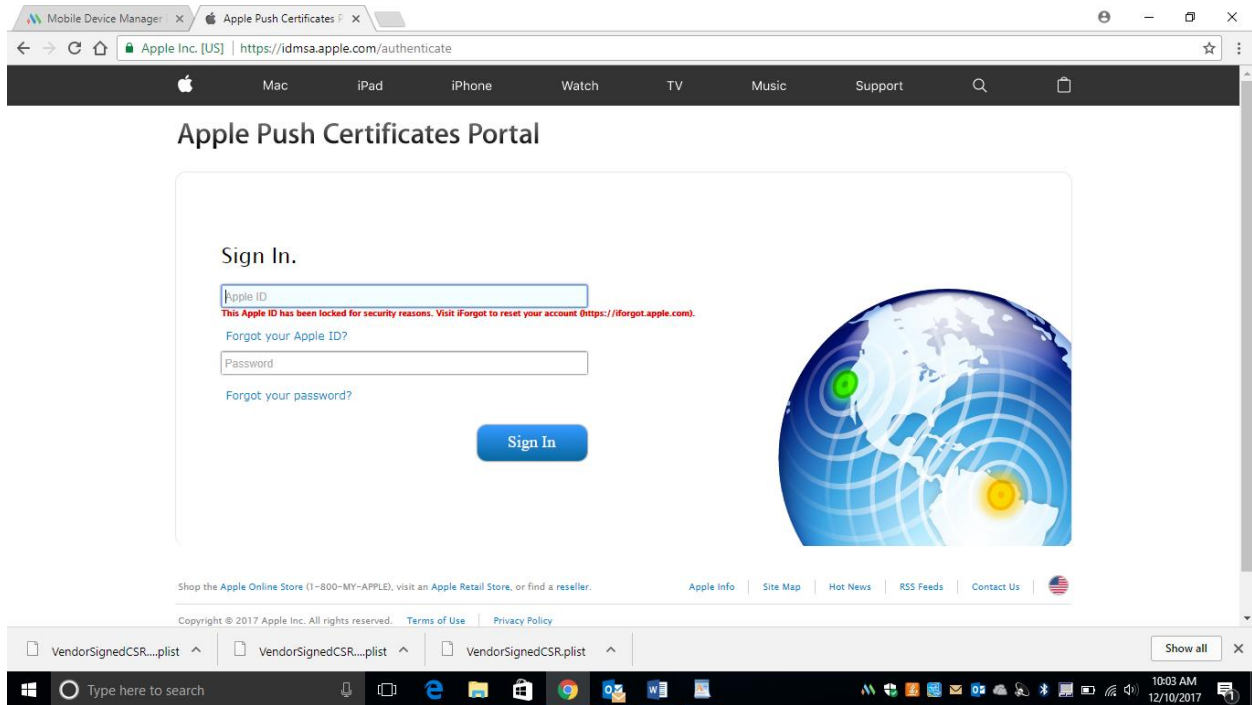 Mobile Device Manager
Apple Push Certificates P
Apple Inc. [US] https://idmsa.apple.com/authenticate
Mac iPad iPhone Watch TV Music Support
Apple Push Certificates Portal
Sign In.
Apple ID
This Apple ID has been locked for security reasons. Visit iForgot to reset your account (https://iforgot.apple.com).
Forgot your Apple ID?
Password
Forgot your password?
Sign In
Shop the Apple Online Store (1-800-MY-APPLE), visit an Apple Retail Store, or find a reseller.
Apple Info Site Map Hot News RSS Feeds Contact Us
Copyright © 2017 Apple Inc. All rights reserved. Terms of Use Privacy Policy
VendorSignedCSR....plist VendorSignedCSR....plist VendorSignedCSR.plist Show all
Type here to search
10:03 AM
12/10/2017
1